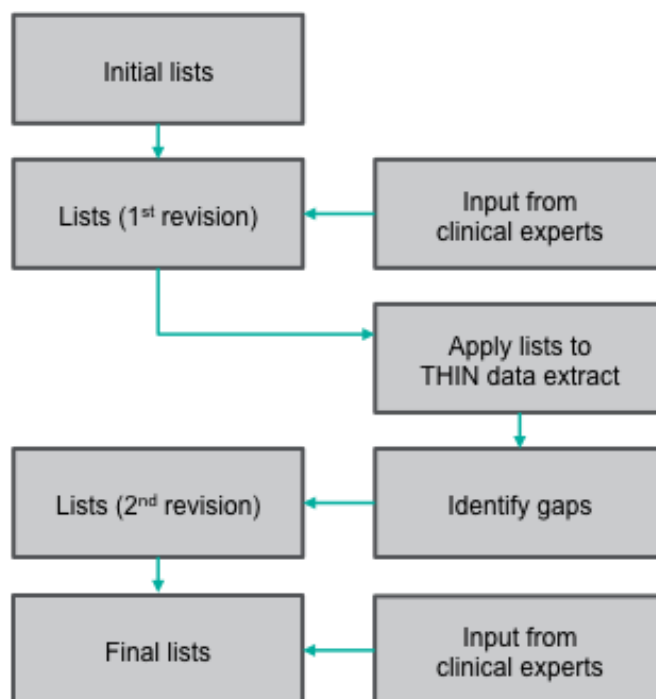 Initial lists
Lists (1st revision)
Input from
clinical experts
Apply lists to
THIN data extract
Lists (2nd revision)
Identify gaps
Final lists
Input from
clinical experts